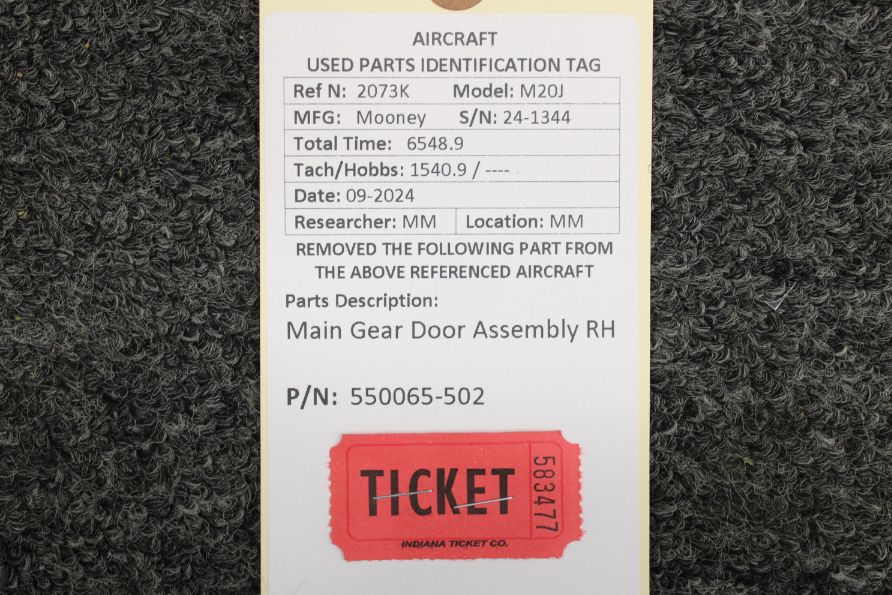 AIRCRAFT
USED PARTS IDENTIFICATION TAG
Ref N: 2073K Model: M20J
MFG: Mooney S/N: 24-1344
Total Time: 6548.9
Tach/Hobbs: 1540.9 / ----
Date: 09-2024
Researcher: MM Location: MM
REMOVED THE FOLLOWING PART FROM
THE ABOVE REFERENCED AIRCRAFT
Parts Description:
Main Gear Door Assembly RH
P/N: 550065-502
TICKET
583477
INDIANA TICKET CO.